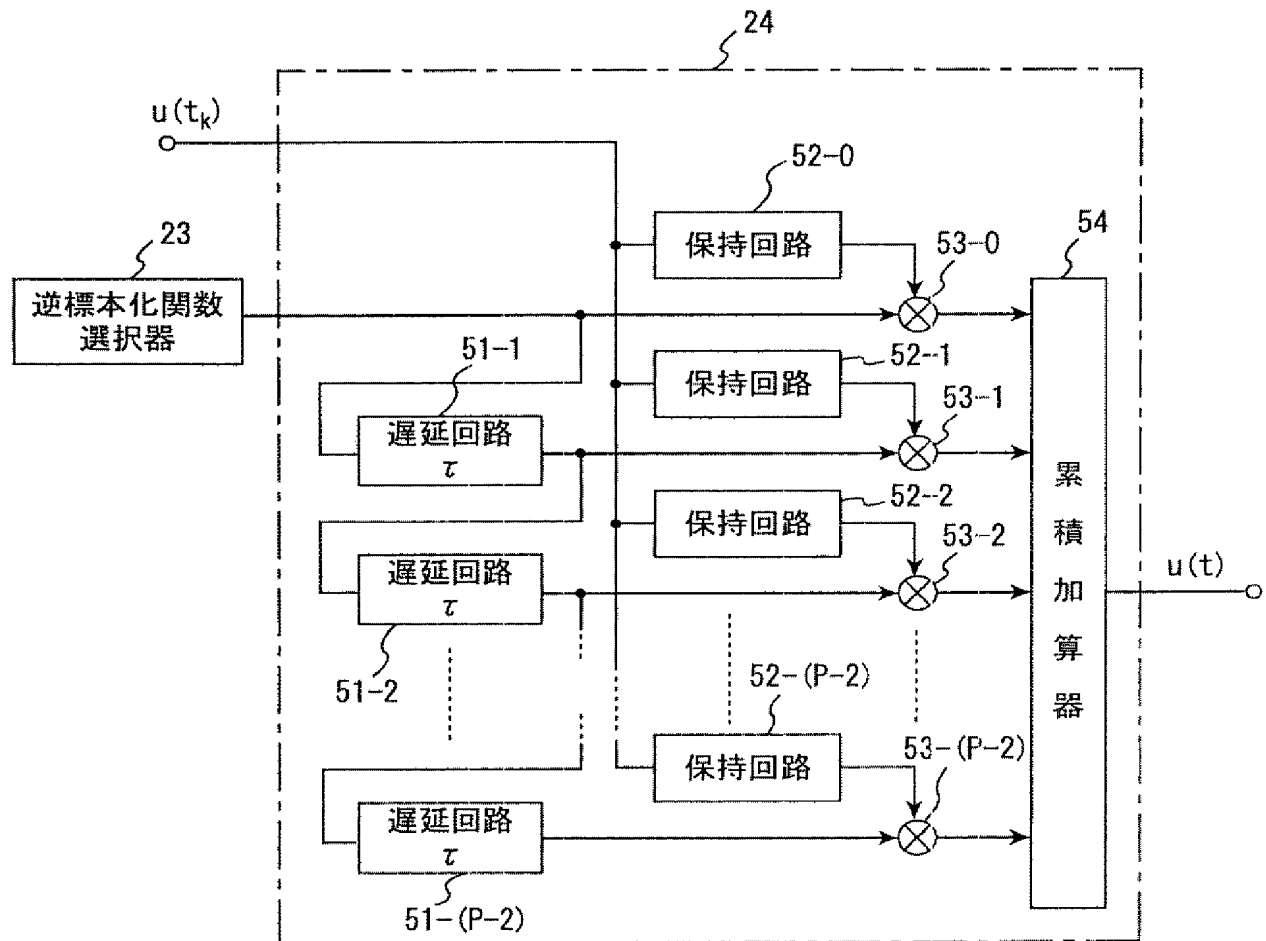 24
u(tk)
52-0
保持回路
53-0
54
23
逆標本化関数
選択器
51-1
遅延回路
τ
52-1
保持回路
53-1
52-2
保持回路
53-2
遅延回路
τ
51-2
累積加算器
u(t)
52-(P-2)
保持回路
53-(P-2)
遅延回路
τ
51-(P-2)